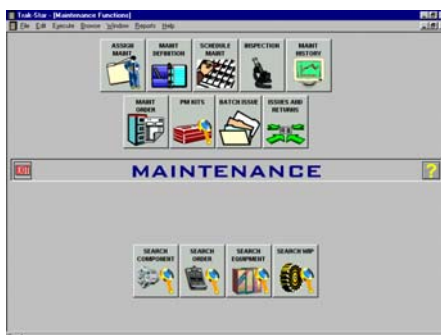 Trak-Star - [Maintenance Functions]
File Edit Execute Browse Window Reports Help
ASSIGN MAINT
MAINT DEFINITION
SCHEDULE MAINT
INSPECTION
MAINT HISTORY
MAINT ORDER
PM KITS
BATCH ISSUE
ISSUES AND RETURNS
MAINTENANCE
SEARCH COMPONENT
SEARCH ORDER
SEARCH EQUIPMENT
SEARCH WIP